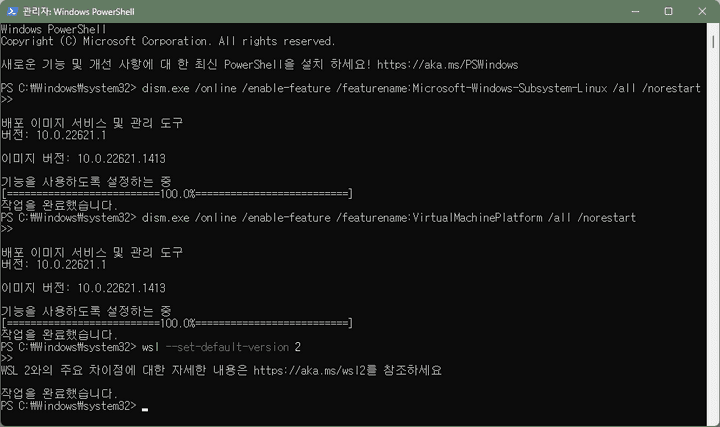 관리자: Windows PowerShell
Windows PowerShell
Copyright (C) Microsoft Corporation. All rights reserved.
새로운 기능 및 개선 사항에 대 한 최신 PowerShell을 설치 하세요! https://aka.ms/PSWindows
PS C:₩Windows₩system32> dism.exe /online /enable-feature /featurename:Microsoft-Windows-Subsystem-Linux /all /norestart
>>
배포 이미지 서비스 및 관리 도구
버전: 10.0.22621.1
이미지 버전: 10.0.22621.1413
기능을 사용하도록 설정하는 중
[==========================100.0%==========================]
작업을 완료했습니다.
PS C:₩Windows₩system32> dism.exe /online /enable-feature /featurename:VirtualMachinePlatform /all /norestart
>>
배포 이미지 서비스 및 관리 도구
버전: 10.0.22621.1
이미지 버전: 10.0.22621.1413
기능을 사용하도록 설정하는 중
[==========================100.0%==========================]
작업을 완료했습니다.
PS C:₩Windows₩system32> wsl --set-default-version 2
>>
WSL 2와의 주요 차이점에 대한 자세한 내용은 https://aka.ms/wsl2를 참조하세요
작업을 완료했습니다.
PS C:₩Windows₩system32>